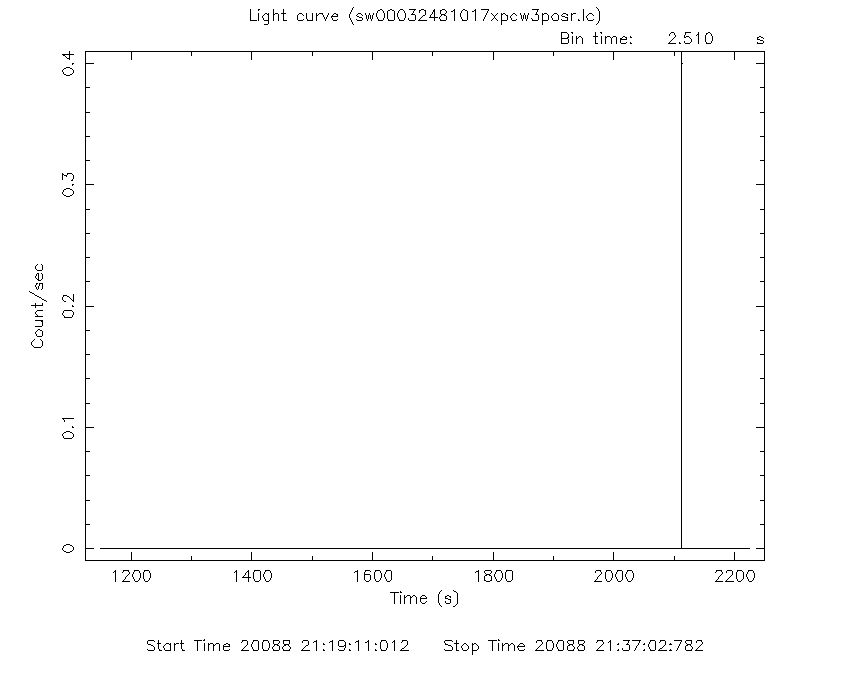 Light curve (sw00032481017xpcw3posr.lc)
Bin time: 2.510 s
0.4
0.3
0.2
0.1
0
Count/sec
1200 1400 1600 1800 2000 2200
Time (s)
Start Time 20088 21:19:11:012 Stop Time 20088 21:37:02:782